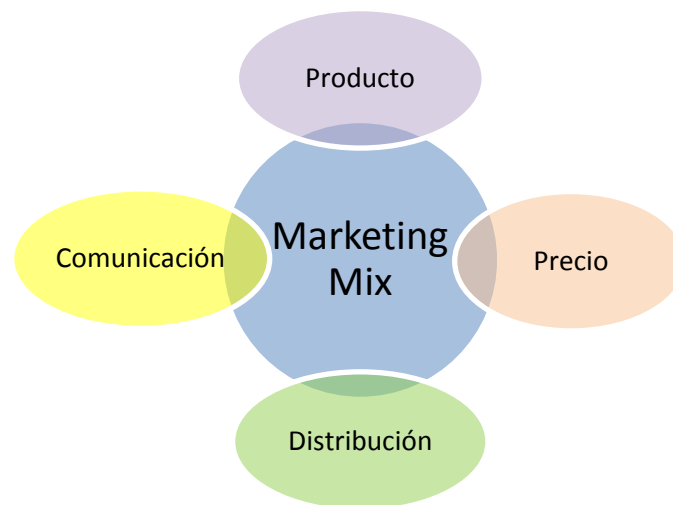 Producto
Comunicación
Marketing
Mix
Precio
Distribución